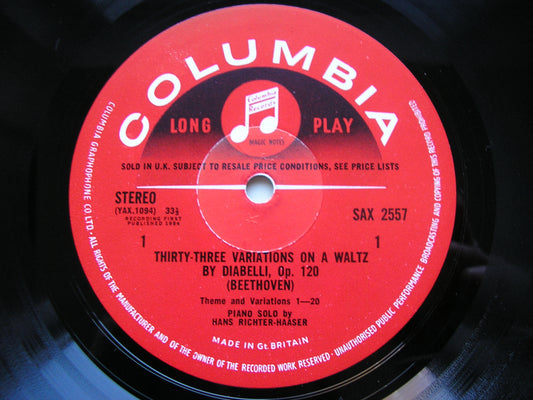 COLUMBIA
Columbia
Records
LONG PLAY
MAGIC NOTES
SOLD IN U.K. SUBJECT TO RESALE PRICE CONDITIONS, SEE PRICE LISTS
STEREO
(YAX.1094) 33⅓
SAX 2557
RECORDING FIRST
PUBLISHED 1964
1 1
THIRTY-THREE VARIATIONS ON A WALTZ
BY DIABELLI, Op. 120
(BEETHOVEN)
Theme and Variations 1—20
PIANO SOLO by
HANS RICHTER-HAASER
MADE IN Gt. BRITAIN
COLUMBIA GRAPHOPHONE CO LTD · ALL RIGHTS OF THE MANUFACTURER AND OF THE OWNER OF THE RECORDED WORK RESERVED · UNAUTHORISED PUBLIC PERFORMANCE BROADCASTING AND COPYING OF THIS RECORD PROHIBITED